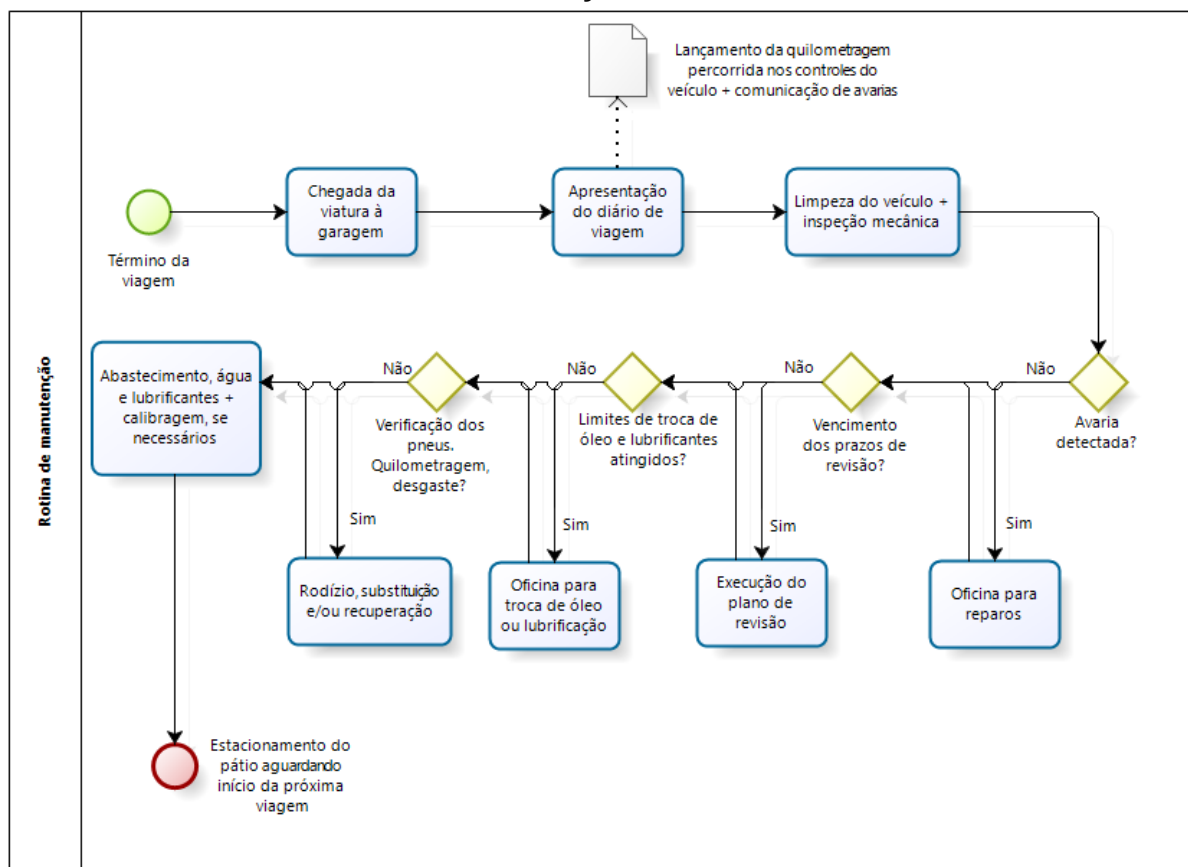 Lançamento da quilometragem
percorrida nos controles do
veículo + comunicação de avarias
Rotina de manutenção
Término da
viagem
Chegada da
viatura à
garagem
Apresentação
do diário de
viagem
Limpeza do veículo +
inspeção mecânica
Avaria
detectada?
Não
Sim
Oficina para
reparos
Vencimento
dos prazos de
revisão?
Não
Sim
Execução do
plano de
revisão
Limites de troca de
óleo e lubrificantes
atingidos?
Não
Sim
Oficina para
troca de óleo
ou lubrificação
Verificação dos
pneus.
Quilometragem,
desgaste?
Não
Sim
Rodízio, substituição
e/ou recuperação
Abastecimento, água
e lubrificantes +
calibragem, se
necessários
Estacionamento do
pátio aguardando
início da próxima
viagem